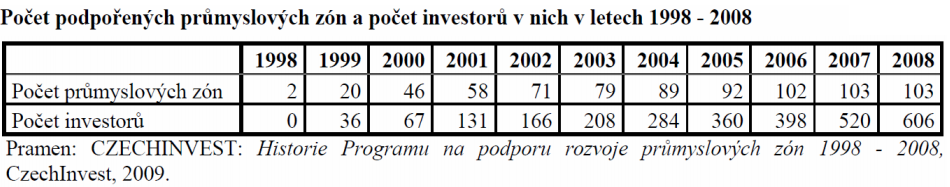 Počet podpořených průmyslových zón a počet investorů v nich v letech 1998 - 2008
1998 1999 2000 2001 2002 2003 2004 2005 2006 2007 2008
Počet průmyslových zón 2 20 46 58 71 79 89 92 102 103 103
Počet investorů 0 36 67 131 166 208 284 360 398 520 606
Pramen: CZECHINVEST: Historie Programu na podporu rozvoje průmyslových zón 1998 - 2008,
CzechInvest, 2009.